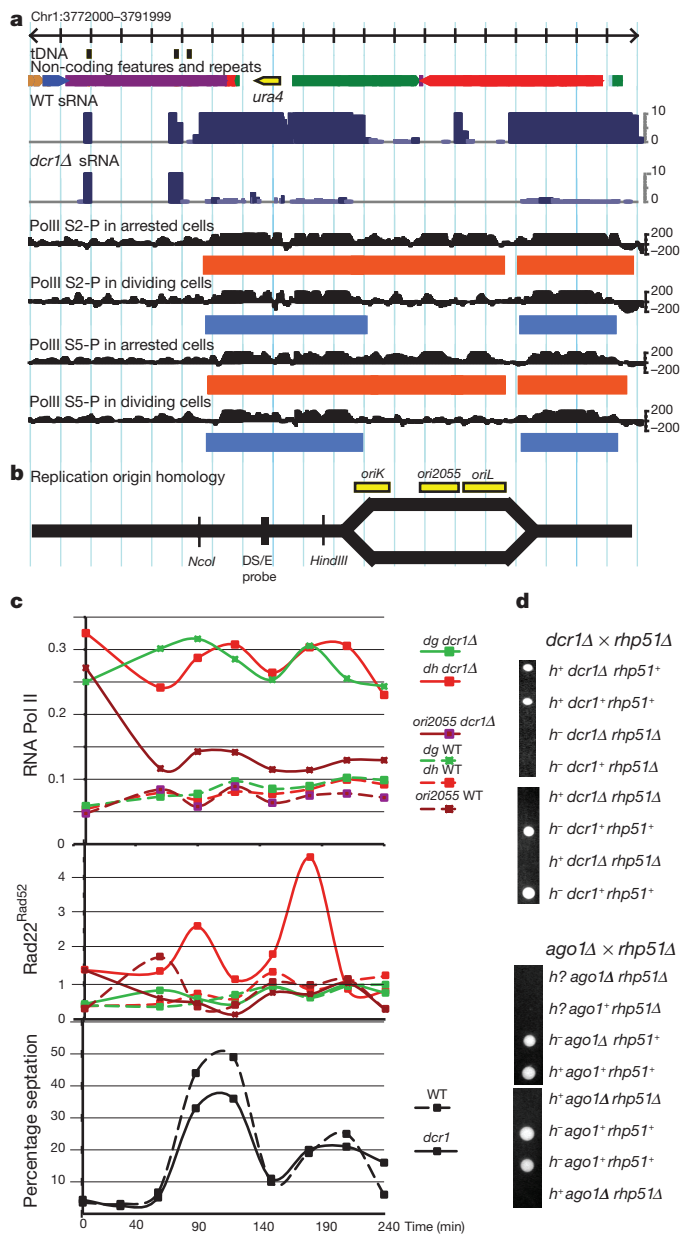 a
Chr1:3772000–3791999
tDNA
Non-coding features and repeats
ura4
WT sRNA
10
0
dcr1Δ sRNA
10
0
PolII S2-P in arrested cells
200
–200
PolII S2-P in dividing cells
200
–200
PolII S5-P in arrested cells
200
–200
PolII S5-P in dividing cells
200
–200
b
Replication origin homology
oriK
ori2055
oriL
NcoI
DS/E probe
HindIII
c
RNA Pol II
0.3
0.2
0.1
0
dg dcr1Δ
dh dcr1Δ
ori2055 dcr1Δ
dg WT
dh WT
ori2055 WT
Rad22Rad52
4
3
2
1
0
Percentage septation
50
40
30
20
10
WT
dcr1
0 40 90 140 190 240 Time (min)
d
dcr1Δ × rhp51Δ
h+ dcr1Δ rhp51+
h+ dcr1+ rhp51+
h− dcr1Δ rhp51Δ
h− dcr1+ rhp51Δ
h+ dcr1Δ rhp51Δ
h− dcr1+ rhp51+
h+ dcr1Δ rhp51Δ
h− dcr1+ rhp51+
ago1Δ × rhp51Δ
h? ago1Δ rhp51Δ
h? ago1+ rhp51Δ
h− ago1Δ rhp51+
h+ ago1+ rhp51+
h+ ago1Δ rhp51Δ
h− ago1+ rhp51+
h− ago1+ rhp51+
h+ ago1Δ rhp51Δ